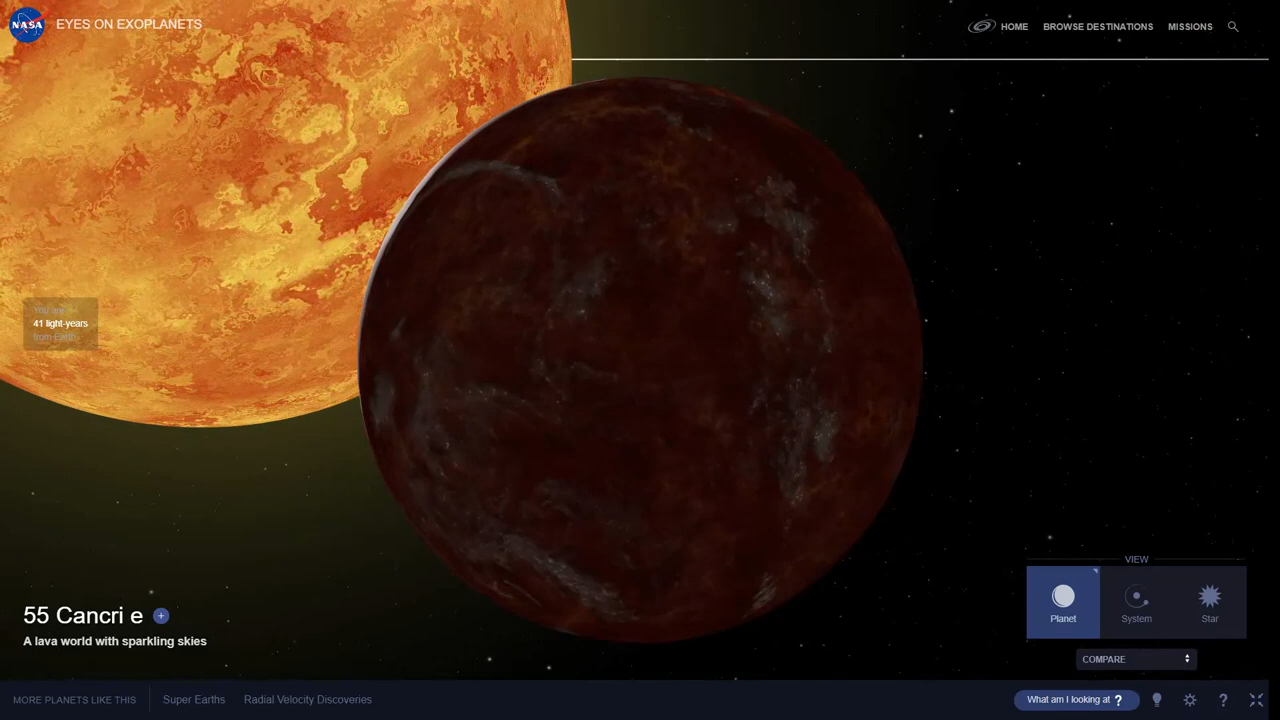 NASA
EYES ON EXOPLANETS
HOME
BROWSE DESTINATIONS
MISSIONS
You are
41 light-years
from Earth
55 Cancri e +
A lava world with sparkling skies
VIEW
Planet
System
Star
COMPARE
MORE PLANETS LIKE THIS
Super Earths
Radial Velocity Discoveries
What am I looking at ?
?